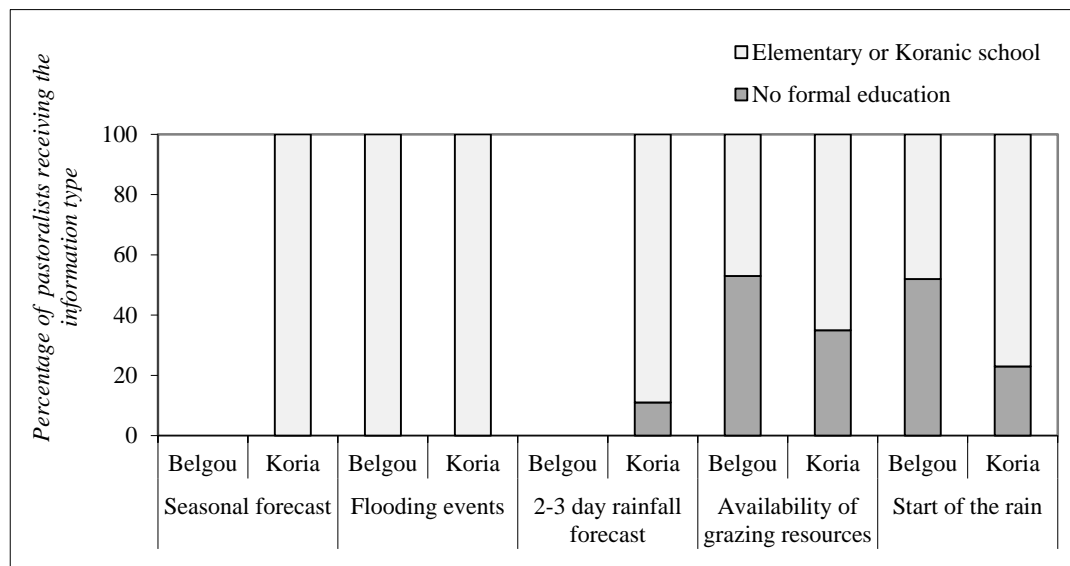 Elementary or Koranic school
No formal education
Percentage of pastoralists receiving the
information type
100
80
60
40
20
0
Belgou Koria Belgou Koria Belgou Koria Belgou Koria Belgou Koria
Seasonal forecast Flooding events 2-3 day rainfall Availability of Start of the rain
forecast grazing resources